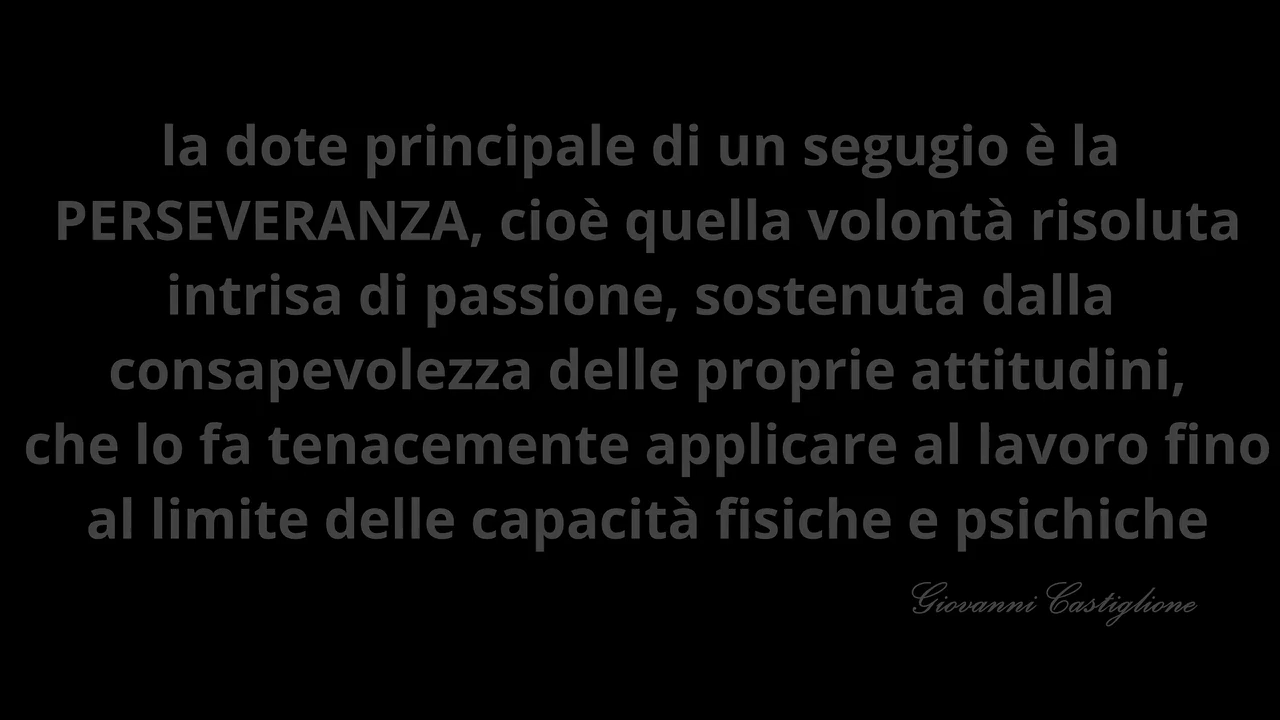 la dote principale di un segugio è la
PERSEVERANZA, cioè quella volontà risoluta
intrisa di passione, sostenuta dalla
consapevolezza delle proprie attitudini,
che lo fa tenacemente applicare al lavoro fino
al limite delle capacità fisiche e psichiche
Giovanni Castiglione